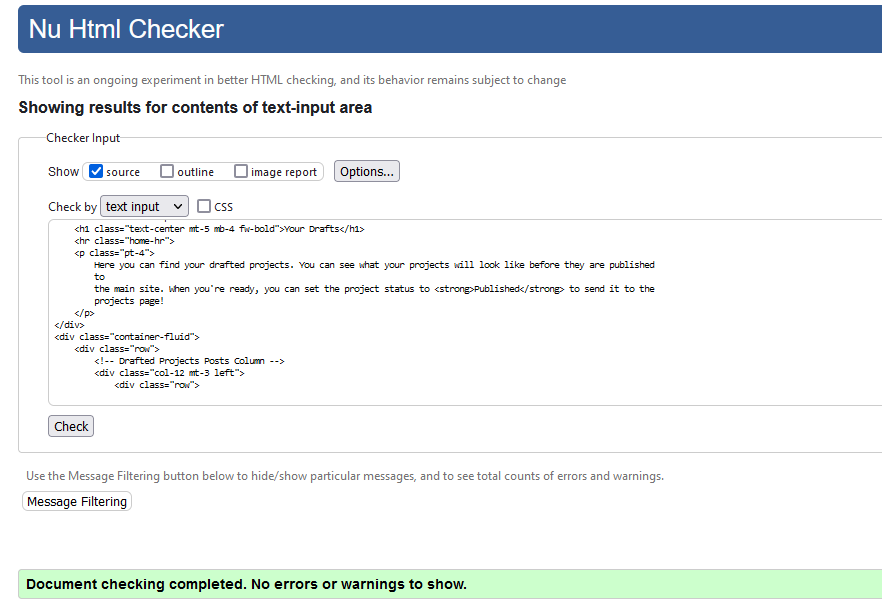 Nu Html Checker
This tool is an ongoing experiment in better HTML checking, and its behavior remains subject to change
Showing results for contents of text-input area
Checker Input
Show source outline image report Options...
Check by text input CSS
<h1 class="text-center mt-5 mb-4 fw-bold">Your Drafts</h1>
<hr class="home-hr">
<p class="pt-4">
Here you can find your drafted projects. You can see what your projects will look like before they are published
to
the main site. When you're ready, you can set the project status to <strong>Published</strong> to send it to the
projects page!
</p>
</div>
<div class="container-fluid">
<div class="row">
<!-- Drafted Projects Posts Column -->
<div class="col-12 mt-3 left">
<div class="row">
Check
Use the Message Filtering button below to hide/show particular messages, and to see total counts of errors and warnings.
Message Filtering
Document checking completed. No errors or warnings to show.